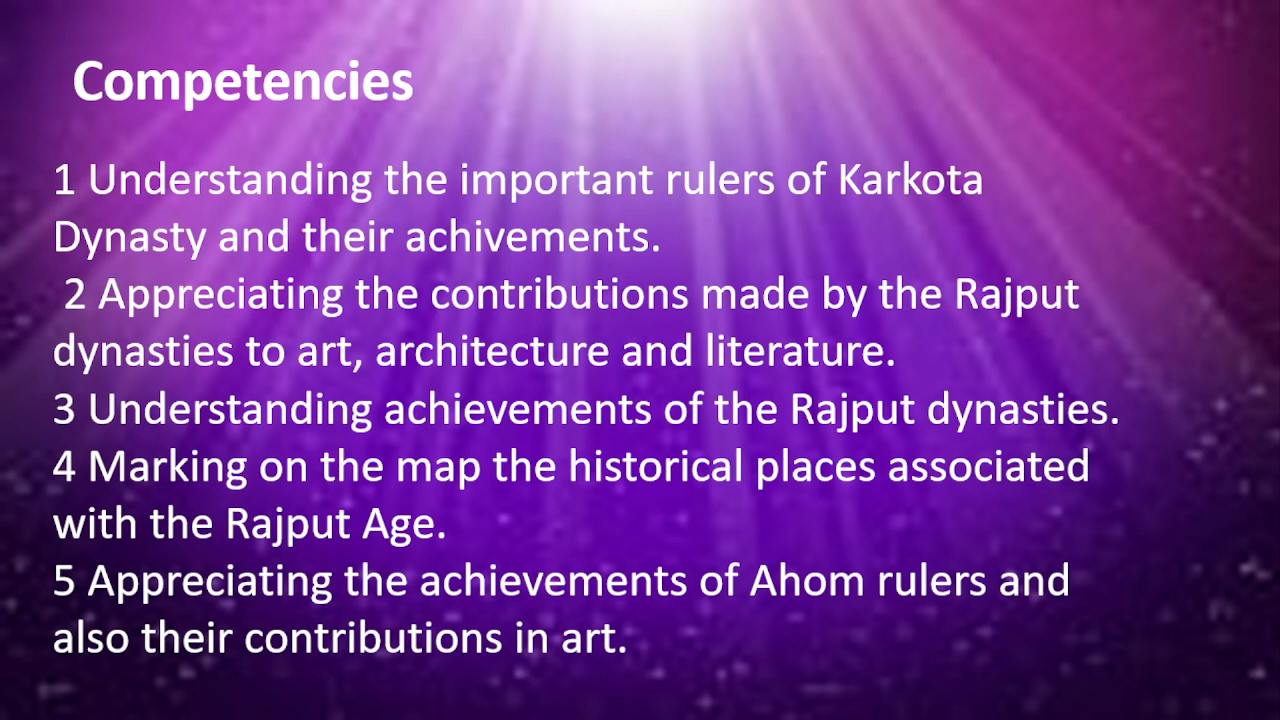 Competencies
1 Understanding the important rulers of Karkota
Dynasty and their achivements.
2 Appreciating the contributions made by the Rajput
dynasties to art, architecture and literature.
3 Understanding achievements of the Rajput dynasties.
4 Marking on the map the historical places associated
with the Rajput Age.
5 Appreciating the achievements of Ahom rulers and
also their contributions in art.